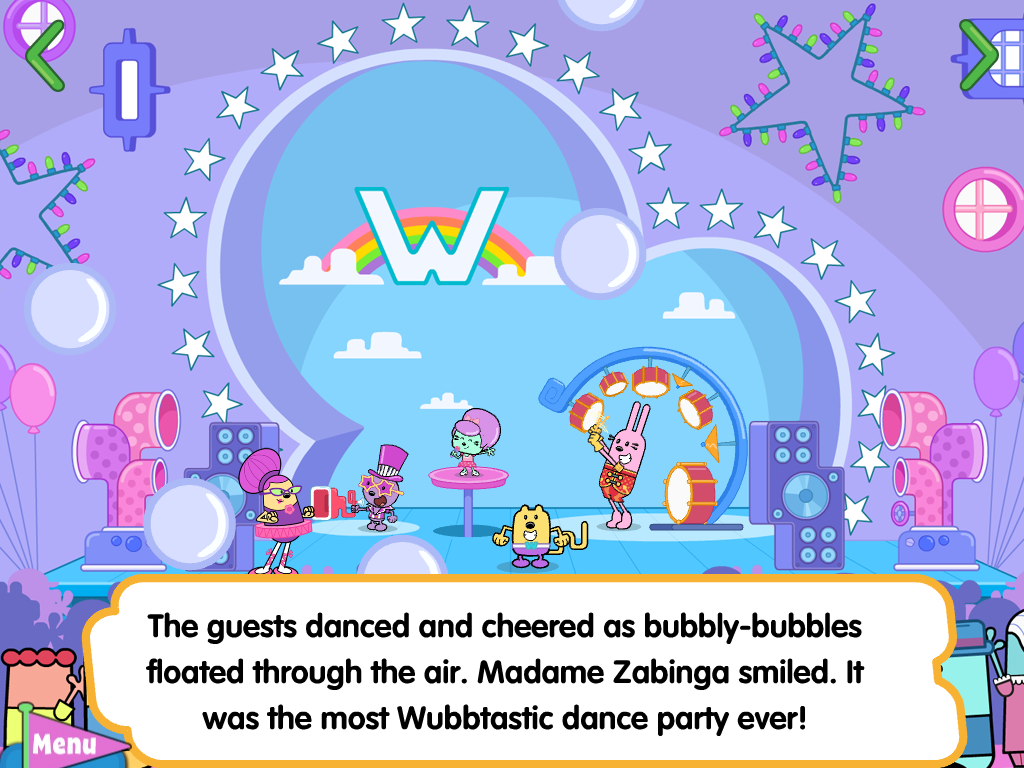 W
Oh!
The guests danced and cheered as bubbly-bubbles
floated through the air. Madame Zabinga smiled. It
was the most Wubbtastic dance party ever!
Menu